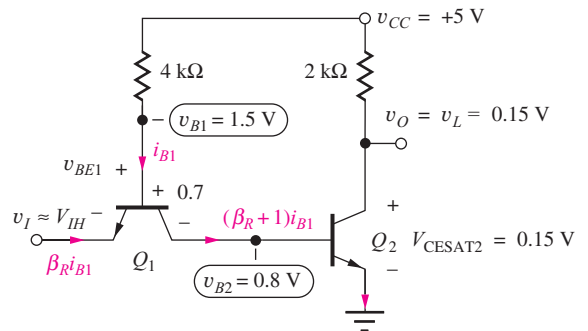 v_CC = +5 V
4 kΩ
2 kΩ
v_B1 = 1.5 V
v_O = v_L = 0.15 V
i_B1
v_BE1 +
+ 0.7
v_I ≈ V_IH –
–
(β_R + 1)i_B1
+
β_R i_B1
Q_1
Q_2 V_CESAT2 = 0.15 V
v_B2 = 0.8 V
–